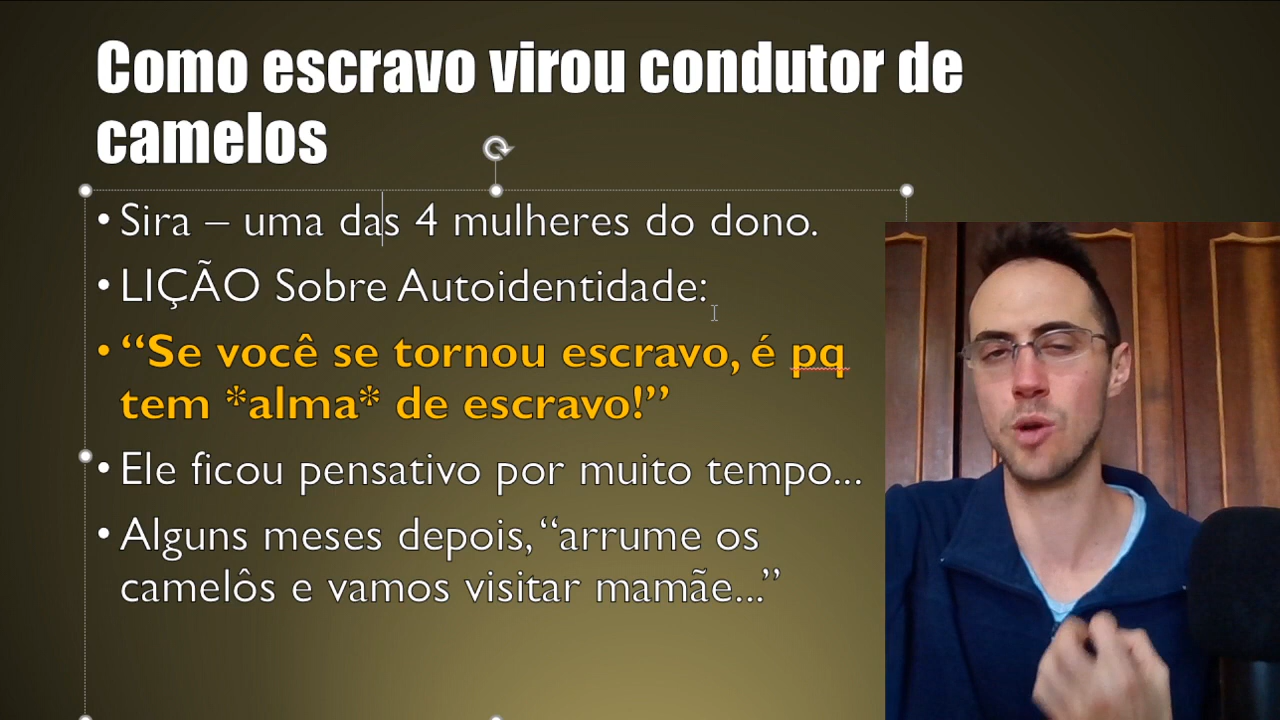 Como escravo virou condutor de
camelos
• Sira – uma das 4 mulheres do dono.
• LIÇÃO Sobre Autoidentidade:
• “Se você se tornou escravo, é pq
tem *alma* de escravo!”
• Ele ficou pensativo por muito tempo...
• Alguns meses depois, “arrume os
camelôs e vamos visitar mamãe...”